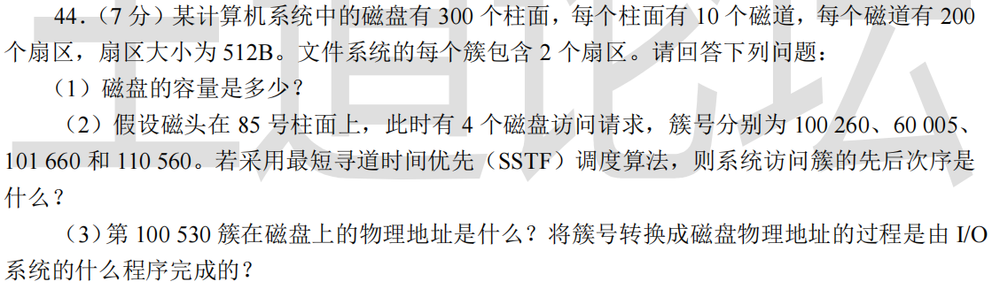 44.（7 分）某计算机系统中的磁盘有 300 个柱面，每个柱面有 10 个磁道，每个磁道有 200
个扇区，扇区大小为 512B。文件系统的每个簇包含 2 个扇区。请回答下列问题：
（1）磁盘的容量是多少？
（2）假设磁头在 85 号柱面上，此时有 4 个磁盘访问请求，簇号分别为 100 260、60 005、
101 660 和 110 560。若采用最短寻道时间优先（SSTF）调度算法，则系统访问簇的先后次序是
什么？
（3）第 100 530 簇在磁盘上的物理地址是什么？将簇号转换成磁盘物理地址的过程是由 I/O
系统的什么程序完成的？
王道论坛